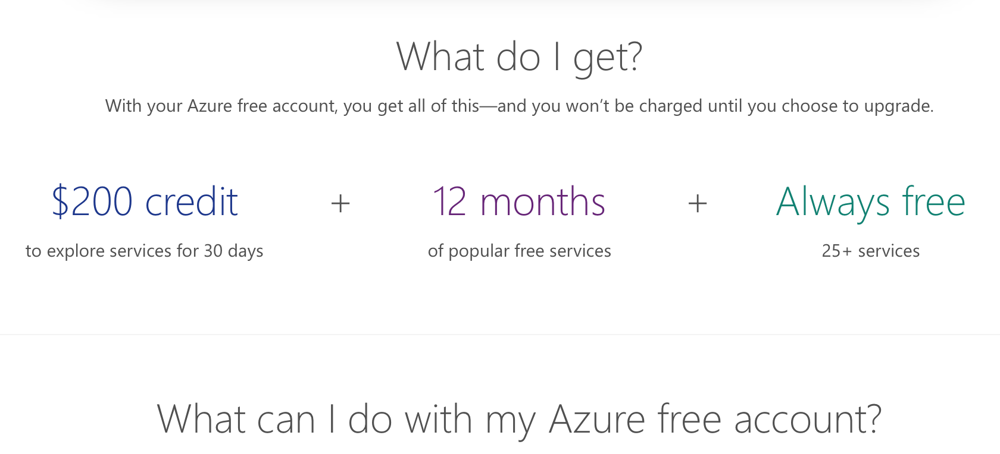 What do I get?
With your Azure free account, you get all of this—and you won’t be charged until you choose to upgrade.
$200 credit + 12 months + Always free
to explore services for 30 days of popular free services 25+ services
What can I do with my Azure free account?